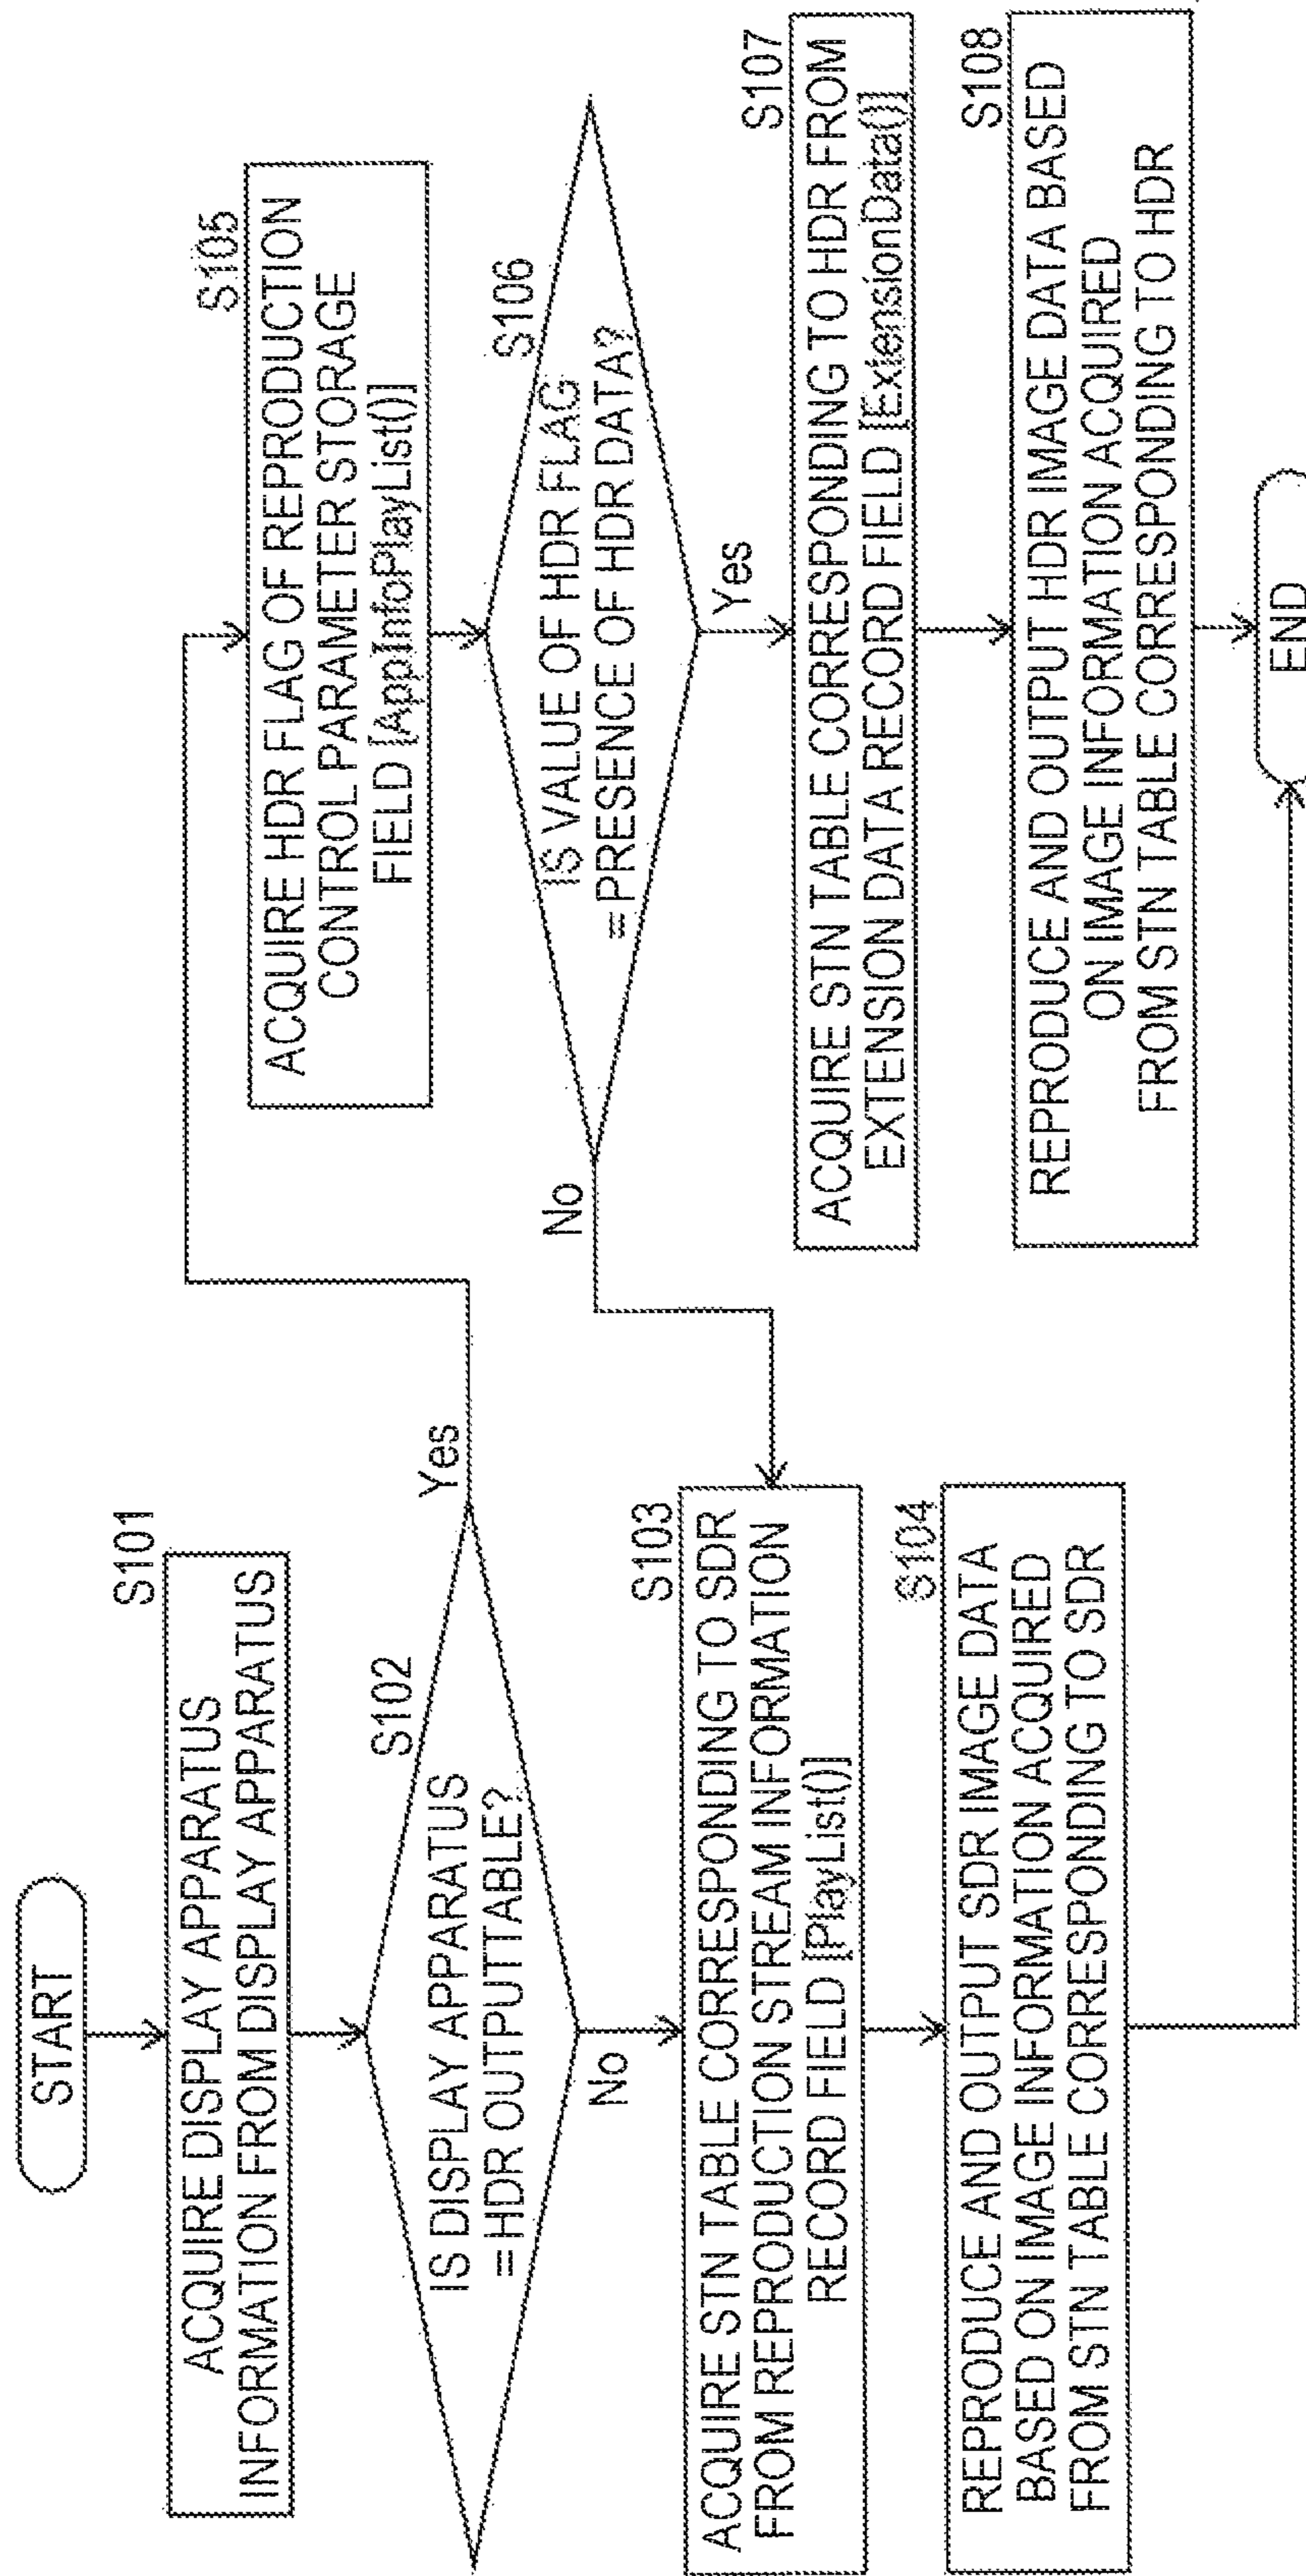 START
S101
ACQUIRE DISPLAY APPARATUS
INFORMATION FROM DISPLAY APPARATUS
S102
IS DISPLAY APPARATUS
=HDR OUTPUTTABLE?
Yes
No
S103
ACQUIRE STN TABLE CORRESPONDING TO SDR
FROM REPRODUCTION STREAM INFORMATION
RECORD FIELD [PlayList()]
S104
REPRODUCE AND OUTPUT SDR IMAGE DATA
BASED ON IMAGE INFORMATION ACQUIRED
FROM STN TABLE CORRESPONDING TO SDR
S105
ACQUIRE HDR FLAG OF REPRODUCTION
CONTROL PARAMETER STORAGE
FIELD [AppInfoPlayList()]
S106
IS VALUE OF HDR FLAG
=PRESENCE OF HDR DATA?
No
Yes
S107
ACQUIRE STN TABLE CORRESPONDING TO HDR FROM
EXTENSION DATA RECORD FIELD [ExtensionData()]
S108
REPRODUCE AND OUTPUT HDR IMAGE DATA BASED
ON IMAGE INFORMATION ACQUIRED
FROM STN TABLE CORRESPONDING TO HDR
END